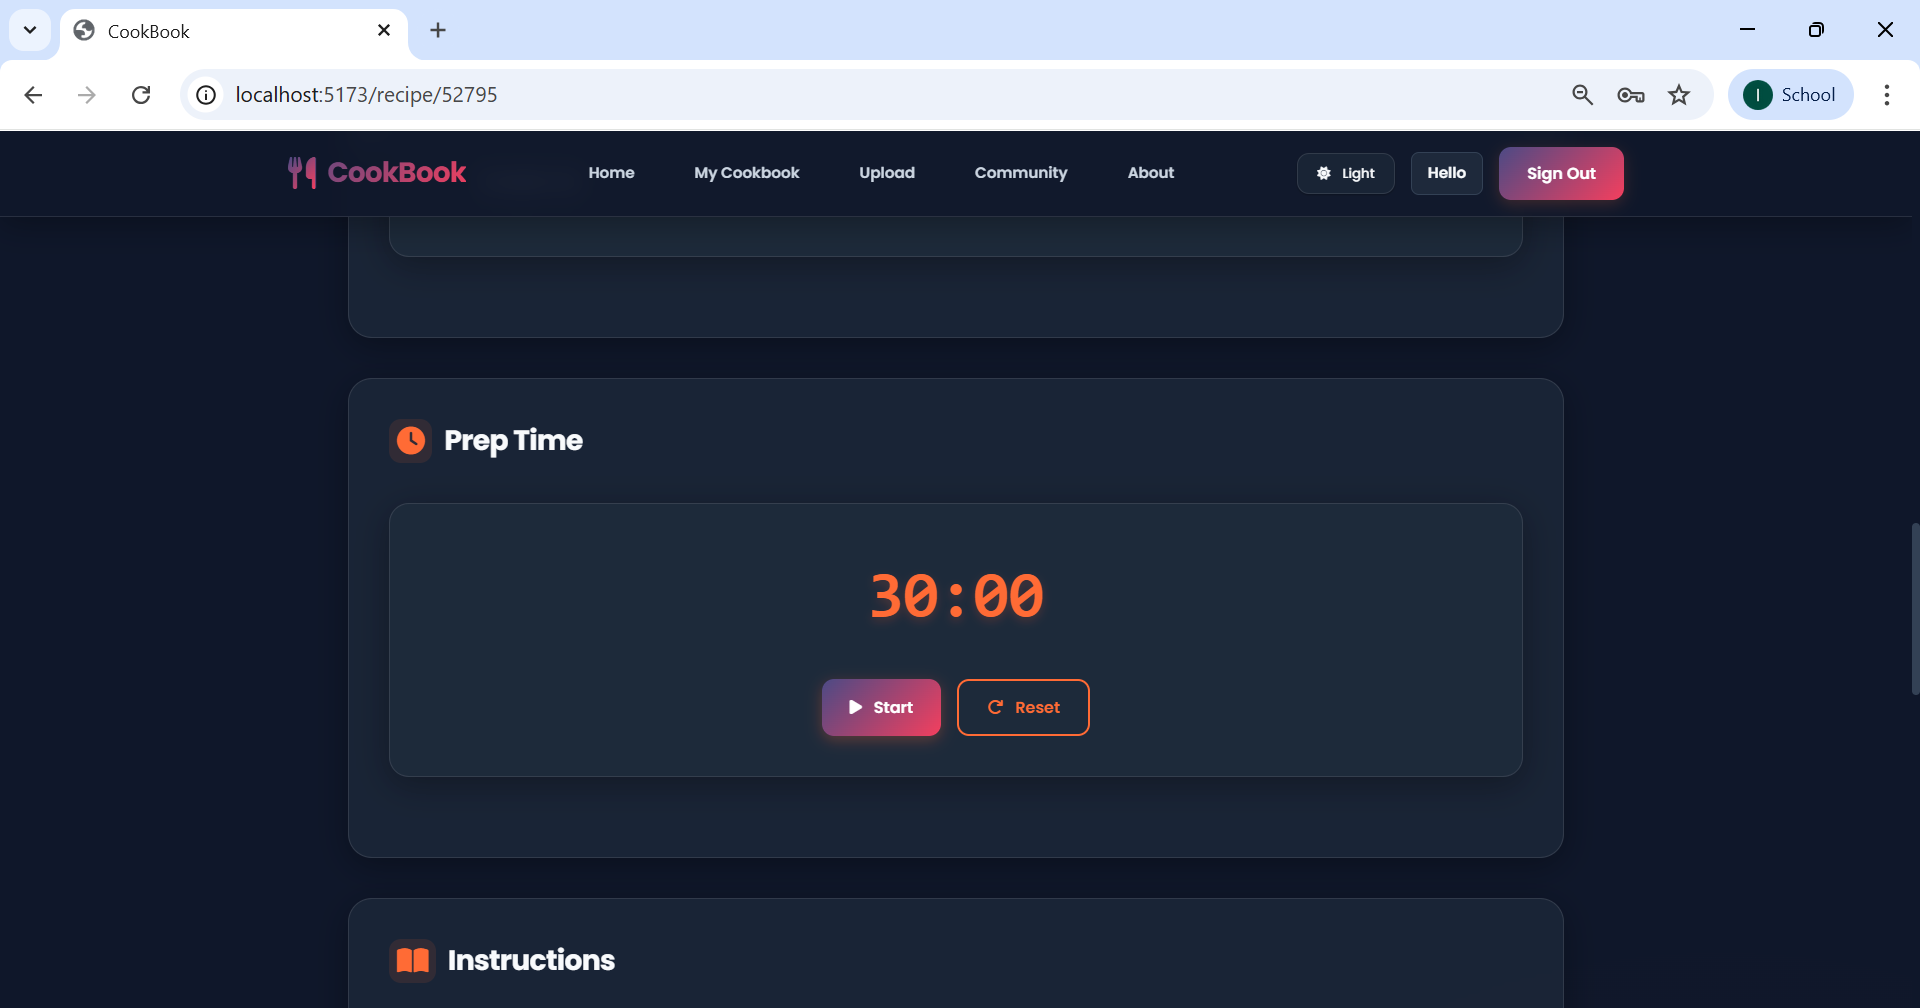 CookBook
localhost:5173/recipe/52795
I
School
CookBook
Home
My Cookbook
Upload
Community
About
Light
Hello
Sign Out
Prep Time
30:00
Start
Reset
Instructions